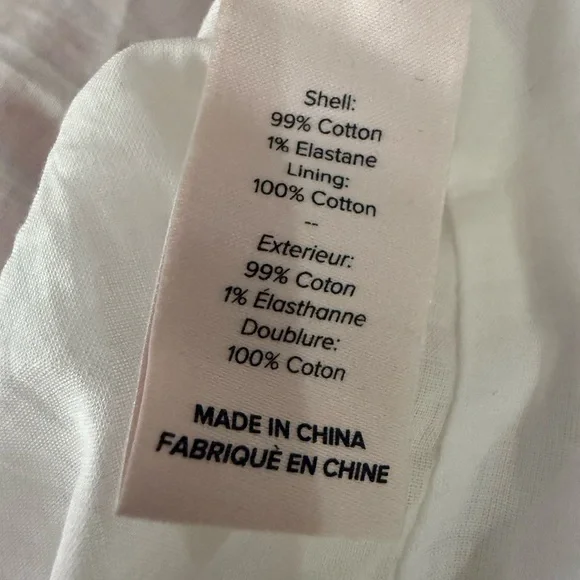 Shell:
99% Cotton
1% Elastane
Lining:
100% Cotton
--
Exterieur:
99% Coton
1% Élasthanne
Doublure:
100% Coton
MADE IN CHINA
FABRIQUÈ EN CHINE